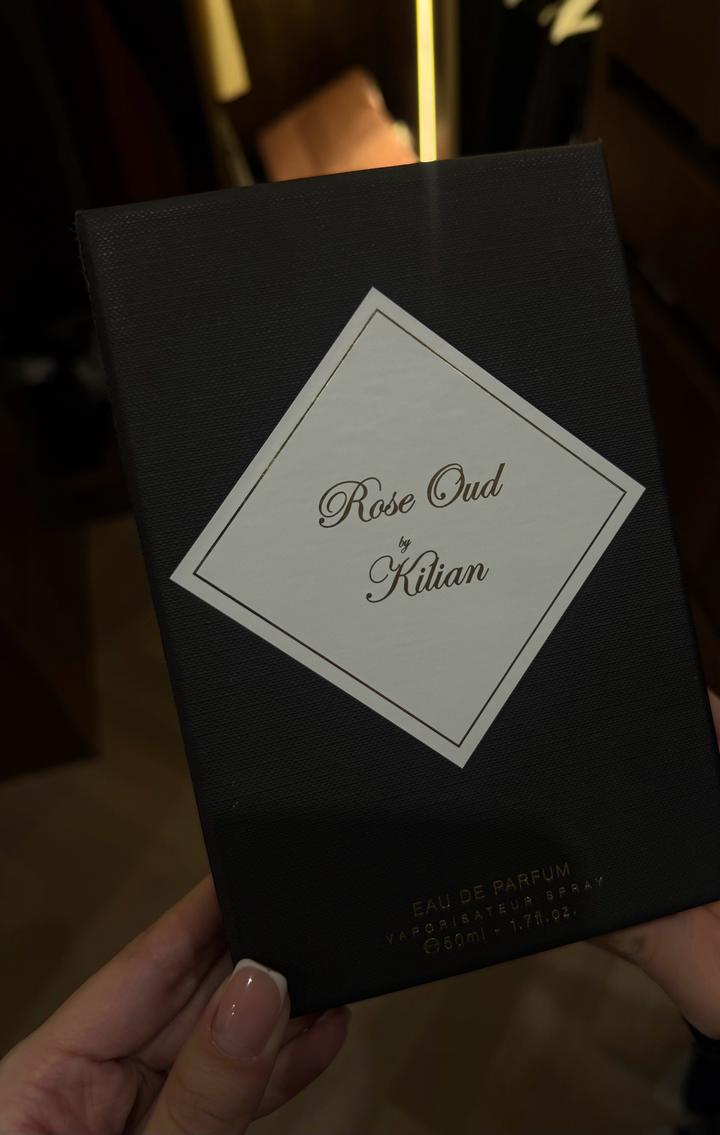 Rose Oud
by
Kilian
EAU DE PARFUM
VAPORISATEUR SPRAY
℮50ml - 1.7fl.oz.